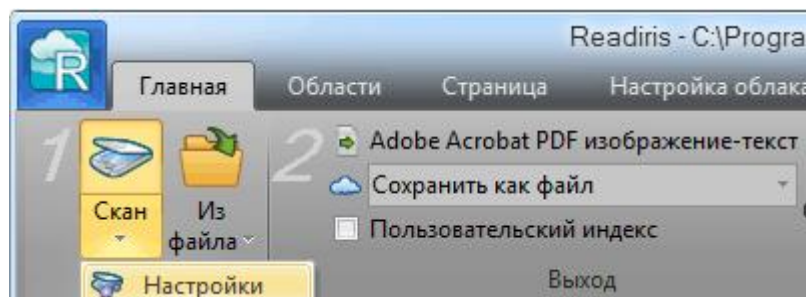 Readiris - C:\Progra
R
Главная Области Страница Настройка облака
1 Скан Из файла
2 Adobe Acrobat PDF изображение-текст
Сохранить как файл
Пользовательский индекс
Настройки
Выход